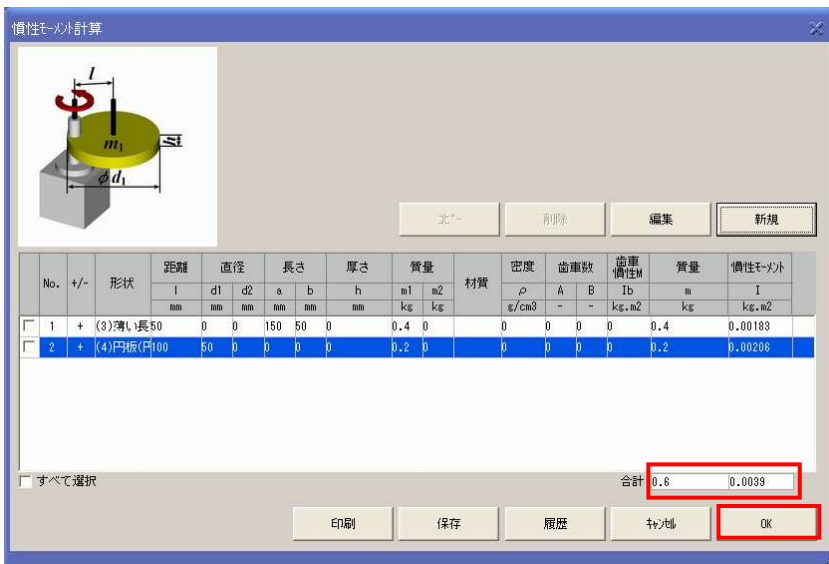 慣性ﾓｰﾒﾝﾄ計算
l
m1
h
φd1
ｺﾋﾟｰ 削除 編集 新規
No. +/- 形状 距離 直径 長さ 厚さ 質量 材質 密度 歯車数 歯車慣性M 質量 慣性ﾓｰﾒﾝﾄ
l d1 d2 a b h m1 m2 ρ A B Ib m I
mm mm mm mm mm mm kg kg g/cm3 - - kg.m2 kg kg.m2
1 + (3)薄い長 50 0 0 150 50 0 0.4 0 0 0 0 0 0.4 0.00183
2 + (4)円板(円 100 50 0 0 0 0 0.2 0 0 0 0 0 0.2 0.00206
すべて選択 合計 0.6 0.0039
印刷 保存 履歴 ｷｬﾝｾﾙ OK